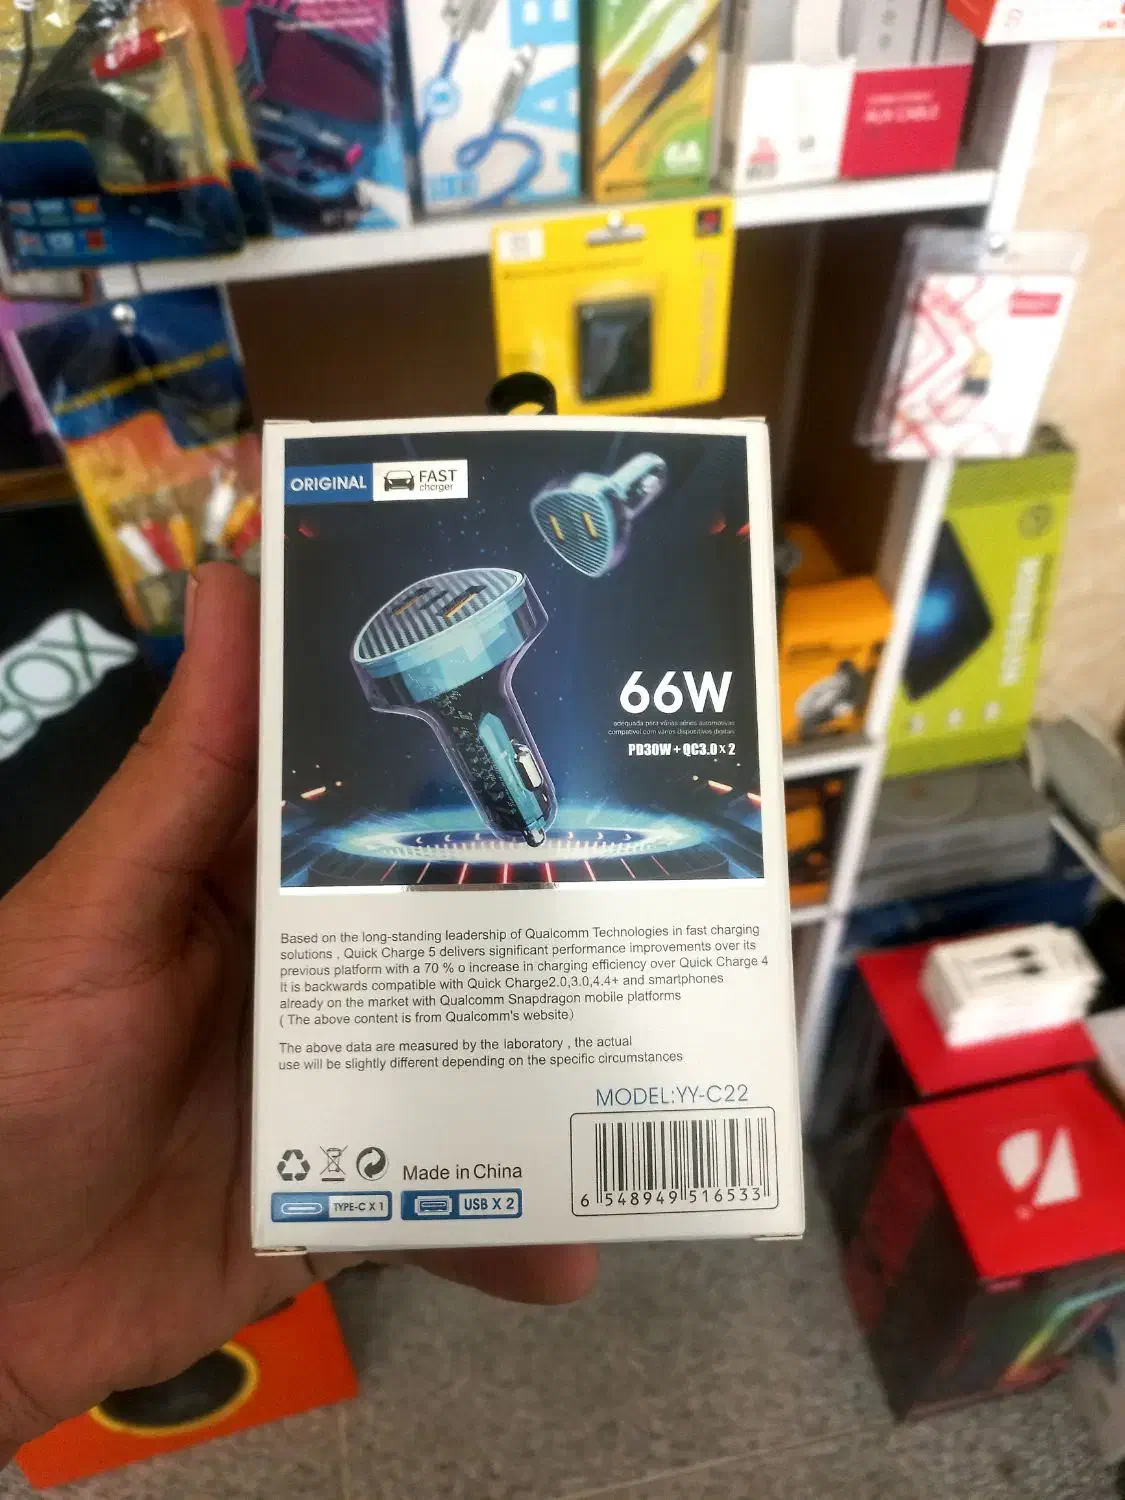 AUX CABLE
6A
BOX
ORIGINAL
FAST
charger
66W
adequada para várias séries automotivas
compatível com vários dispositivos digitais
PD30W + QC3.0 x 2
Based on the long-standing leadership of Qualcomm Technologies in fast charging
solutions , Quick Charge 5 delivers significant performance improvements over its
previous platform with a 70 % o increase in charging efficiency over Quick Charge 4
It is backwards compatible with Quick Charge2.0,3.0,4.4+ and smartphones
already on the market with Qualcomm Snapdragon mobile platforms
( The above content is from Qualcomm's website)
The above data are measured by the laboratory , the actual
use will be slightly different depending on the specific circumstances
MODEL:YY-C22
6 548949 516533
Made in China
TYPE-C X 1
USB X 2